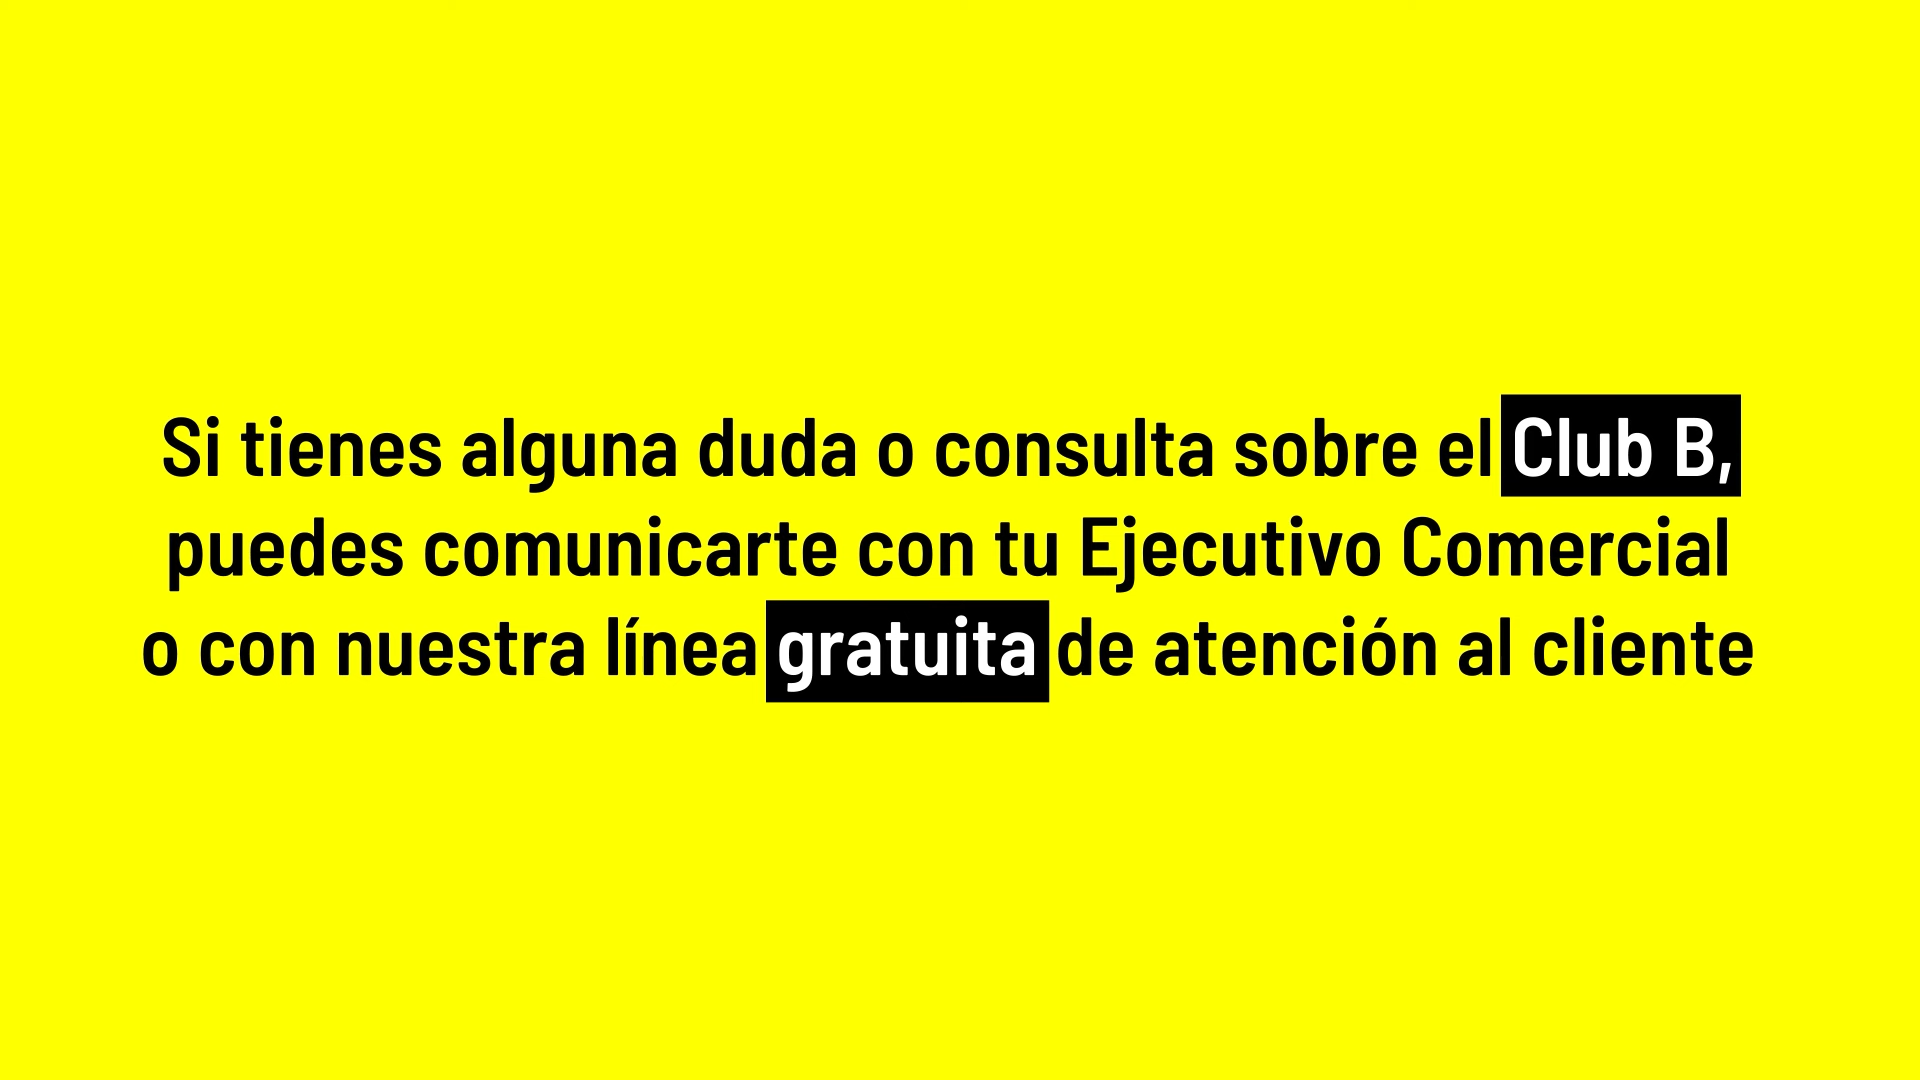 Si tienes alguna duda o consulta sobre el Club B,
puedes comunicarte con tu Ejecutivo Comercial
o con nuestra línea gratuita de atención al cliente